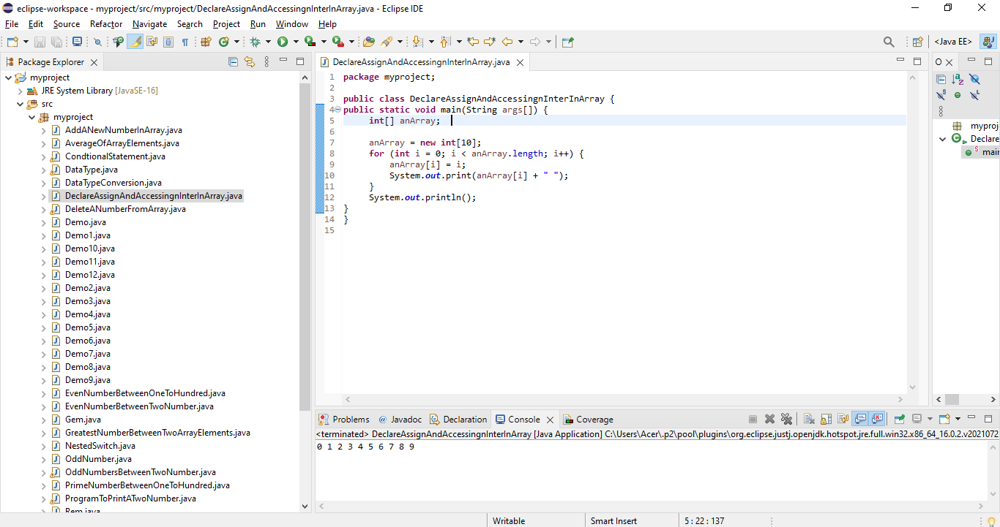 eclipse-workspace - myproject/src/myproject/DeclareAssignAndAccessingnInterInArray.java - Eclipse IDE
File Edit Source Refactor Navigate Search Project Run Window Help
<Java EE>
Package Explorer
myproject
JRE System Library [JavaSE-16]
src
myproject
AddANewNumberInArray.java
AverageOfArrayElements.java
CondtionalStatement.java
DataType.java
DataTypeConversion.java
DeclareAssignAndAccessingnInterInArray.java
DeleteANumberFromArray.java
Demo.java
Demo1.java
Demo10.java
Demo11.java
Demo12.java
Demo2.java
Demo3.java
Demo4.java
Demo5.java
Demo6.java
Demo7.java
Demo8.java
Demo9.java
EvenNumberBetweenOneToHundred.java
EvenNumberBetweenTwoNumber.java
Gem.java
GreatestNumberBetweenTwoArrayElements.java
NestedSwitch.java
OddNumber.java
OddNumbersBetweenTwoNumber.java
PrimeNumberBetweenOneToHundred.java
ProgramToPrintATwoNumber.java
Rem.java
DeclareAssignAndAccessingnInterInArray.java
1 package myproject;
2
3 public class DeclareAssignAndAccessingnInterInArray {
4 public static void main(String args[]) {
5 int[] anArray;
6
7 anArray = new int[10];
8 for (int i = 0; i < anArray.length; i++) {
9 anArray[i] = i;
10 System.out.print(anArray[i] + " ");
11 }
12 System.out.println();
13 }
14 }
15
O
myproj
Declare
main
Problems @ Javadoc Declaration Console Coverage
<terminated> DeclareAssignAndAccessingnInterInArray [Java Application] C:\Users\Acer\.p2\pool\plugins\org.eclipse.justj.openjdk.hotspot.jre.full.win32.x86_64_16.0.2.v2021072
0 1 2 3 4 5 6 7 8 9
Writable Smart Insert 5 : 22 : 137